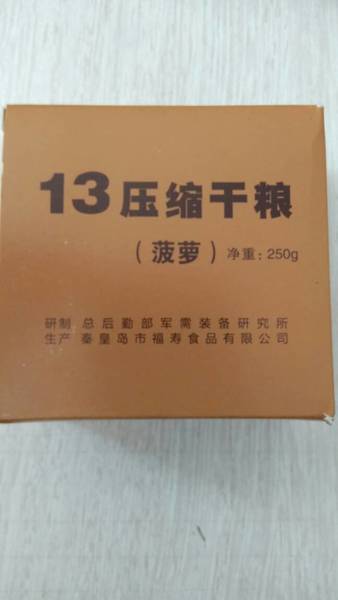 13压缩干粮
（菠萝）净重：250g
研制 总后勤部军需装备研究所
生产 秦皇岛市福寿食品有限公司